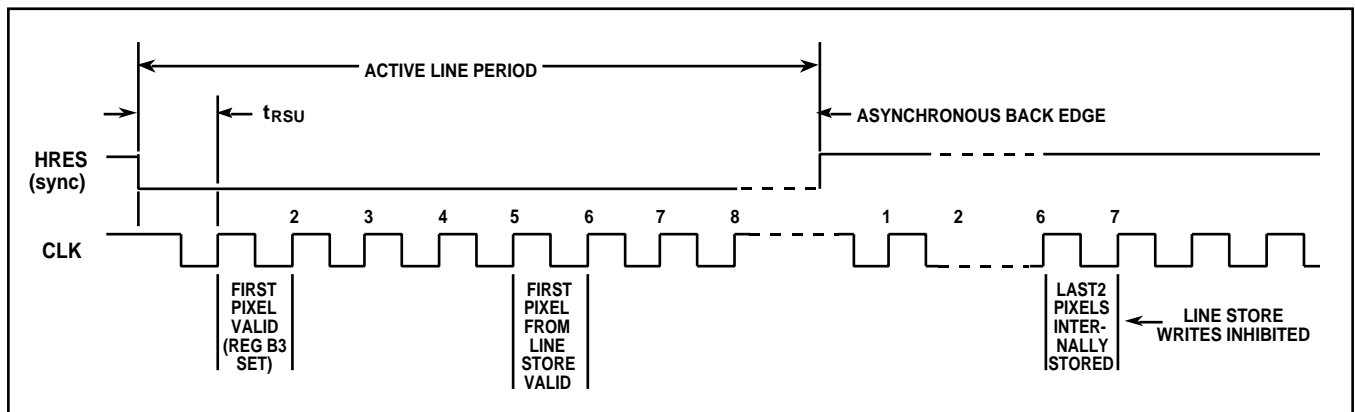 ACTIVE LINE PERIOD
tRSU
ASYNCHRONOUS BACK EDGE
HRES
(sync)
2 3 4 5 6 7 8 1 2 6 7
CLK
FIRST
PIXEL
VALID
(REG B3
SET)
FIRST
PIXEL
FROM
LINE
STORE
VALID
LAST2
PIXELS
INTER-
NALLY
STORED
LINE STORE
WRITES INHIBITED